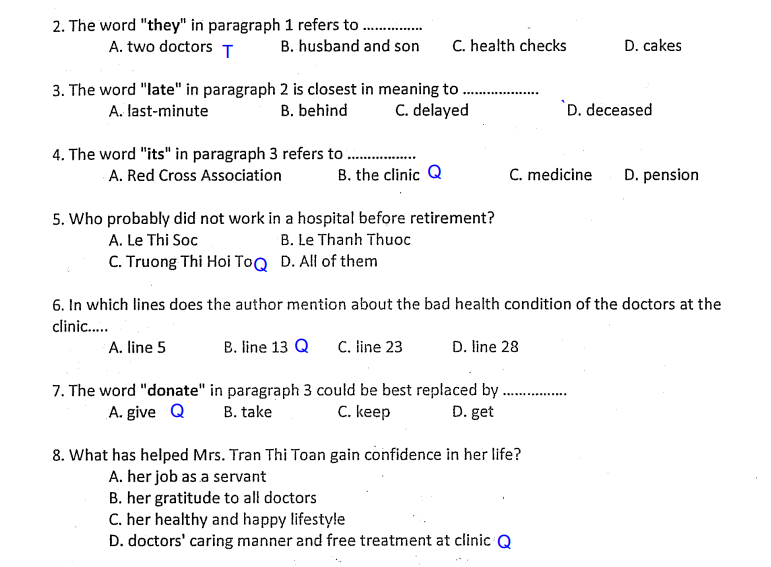 2. The word "they" in paragraph 1 refers to ...............
A. two doctors T B. husband and son C. health checks D. cakes
3. The word "late" in paragraph 2 is closest in meaning to ...................
A. last-minute B. behind C. delayed D. deceased
4. The word "its" in paragraph 3 refers to .................
A. Red Cross Association B. the clinic Q C. medicine D. pension
5. Who probably did not work in a hospital before retirement?
A. Le Thi Soc B. Le Thanh Thuoc
C. Truong Thi Hoi To Q D. All of them
6. In which lines does the author mention about the bad health condition of the doctors at the
clinic.....
A. line 5 B. line 13 Q C. line 23 D. line 28
7. The word "donate" in paragraph 3 could be best replaced by ................
A. give Q B. take C. keep D. get
8. What has helped Mrs. Tran Thi Toan gain confidence in her life?
A. her job as a servant
B. her gratitude to all doctors
C. her healthy and happy lifestyle
D. doctors' caring manner and free treatment at clinic Q